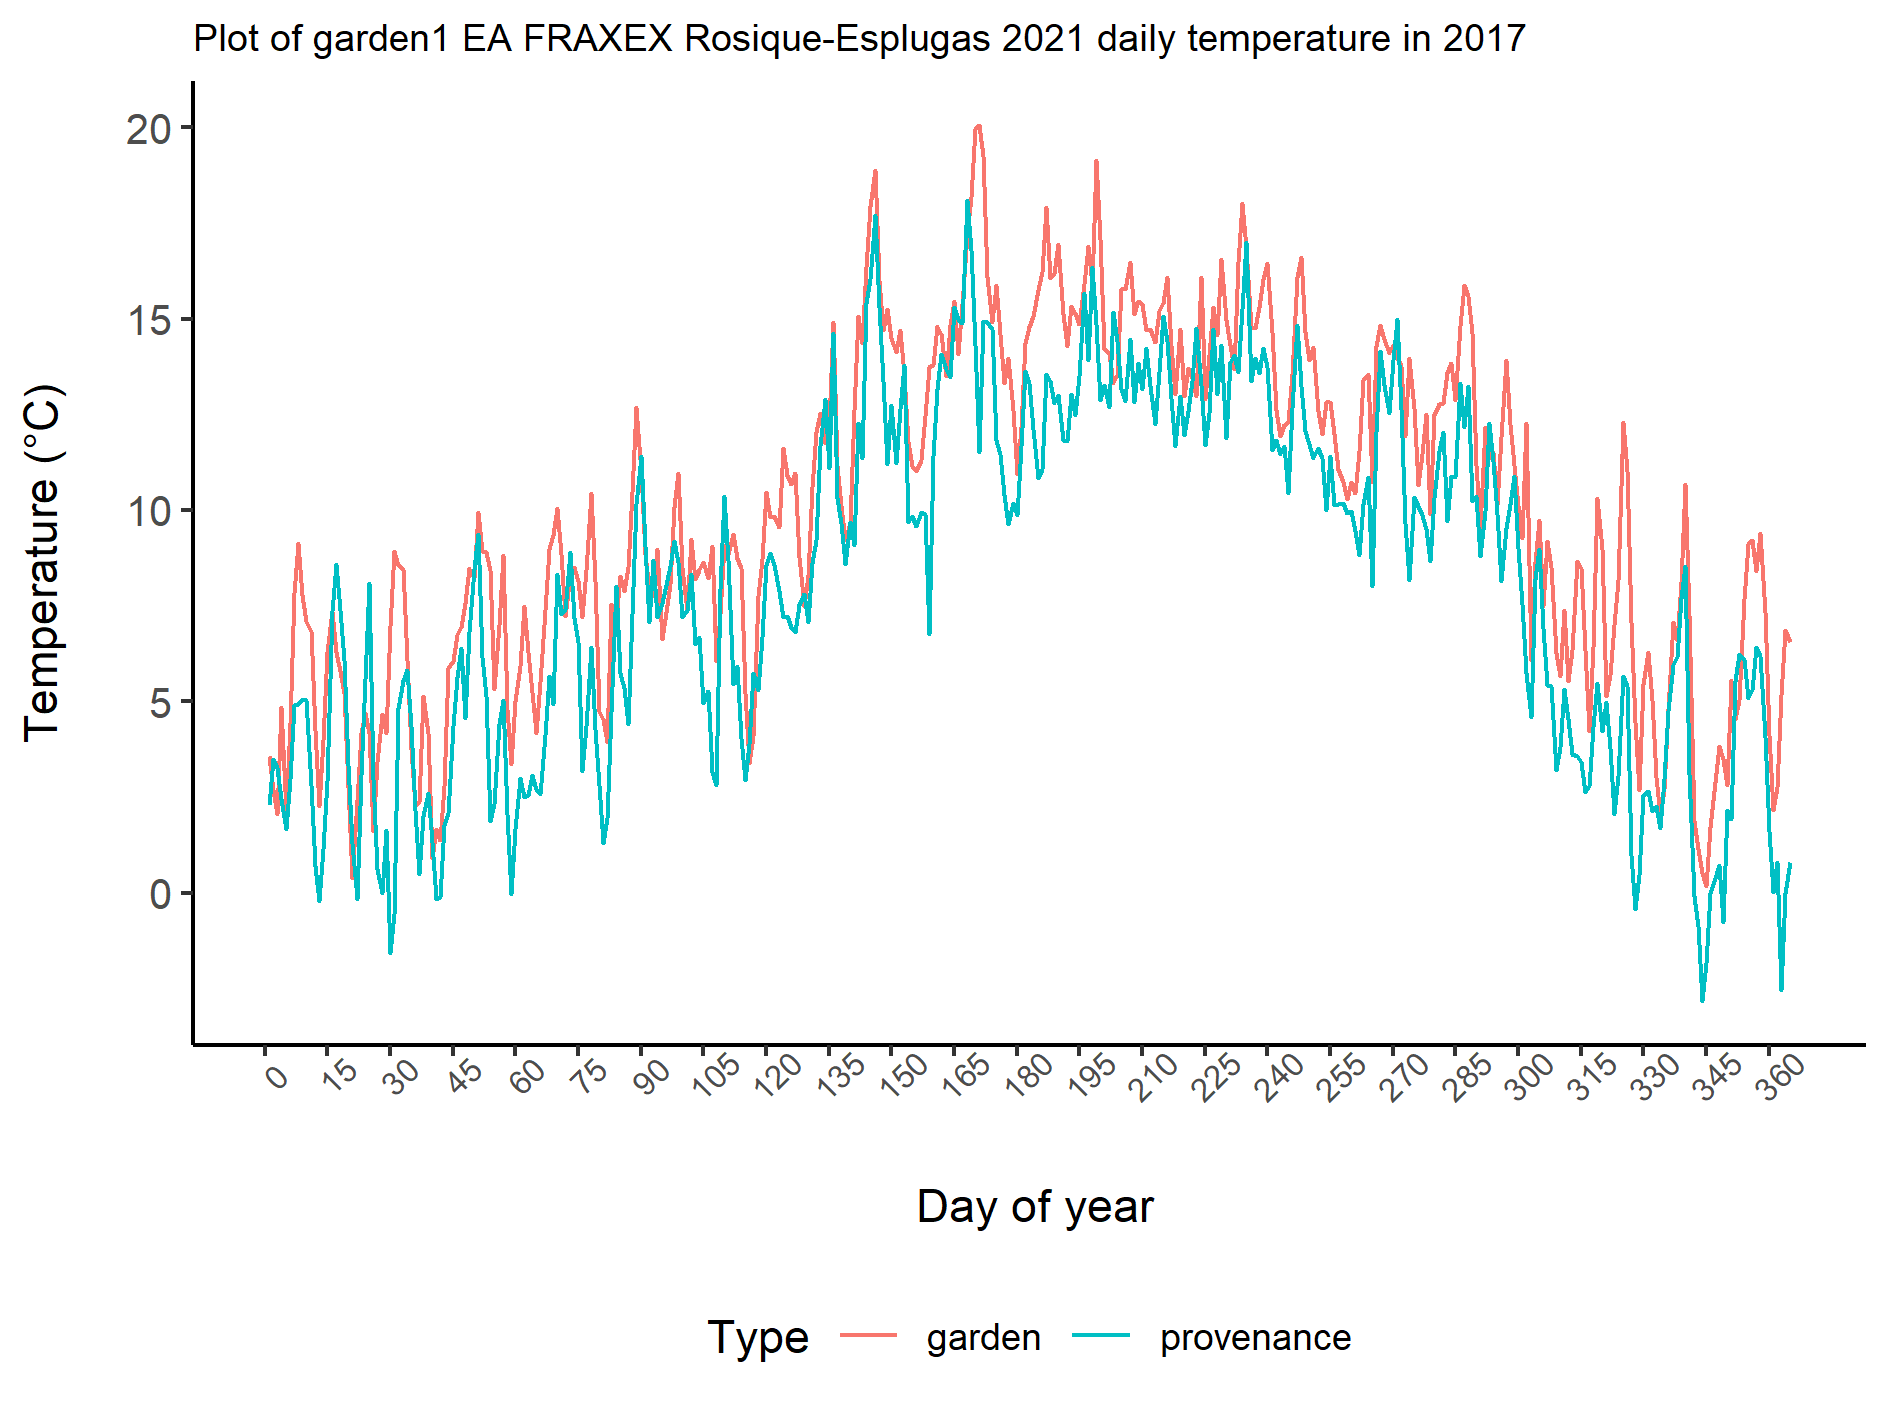 Plot of garden1 EA FRAXEX Rosique-Esplugas 2021 daily temperature in 2017
Temperature (°C)
20
15
10
5
0
0 15 30 45 60 75 90 105 120 135 150 165 180 195 210 225 240 255 270 285 300 315 330 345 360
Day of year
Type garden provenance